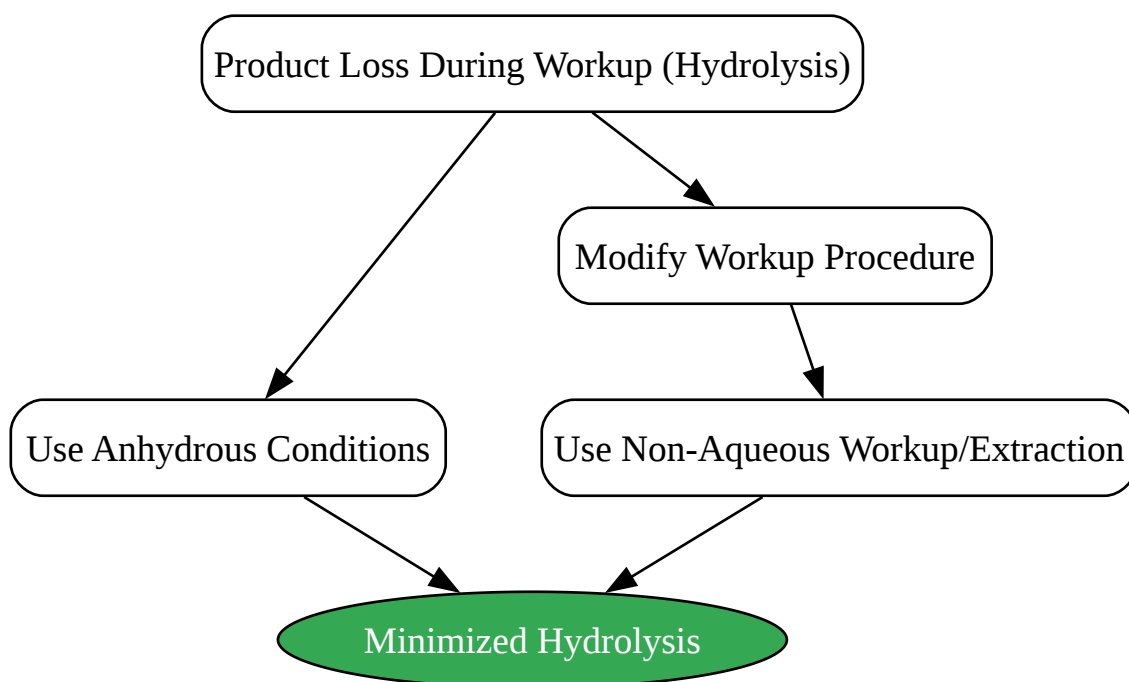 Product Loss During Workup (Hydrolysis)
Modify Workup Procedure
Use Anhydrous Conditions
Use Non-Aqueous Workup/Extraction
Minimized Hydrolysis